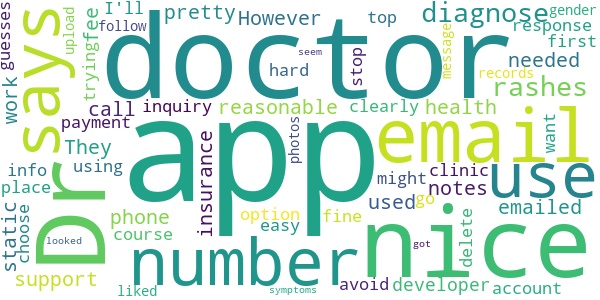 guesses trying fee pretty However top I'll follow gender
upload says doctor hard stop seem message diagnose response first
work Dr call inquiry reasonable clearly health records needed
payment They email rashes
info using app insurance photos might clinic want
place notes use
static choose looked phone used go emailed
course number option fine nice delete
support easy avoid developer account
liked symptoms got